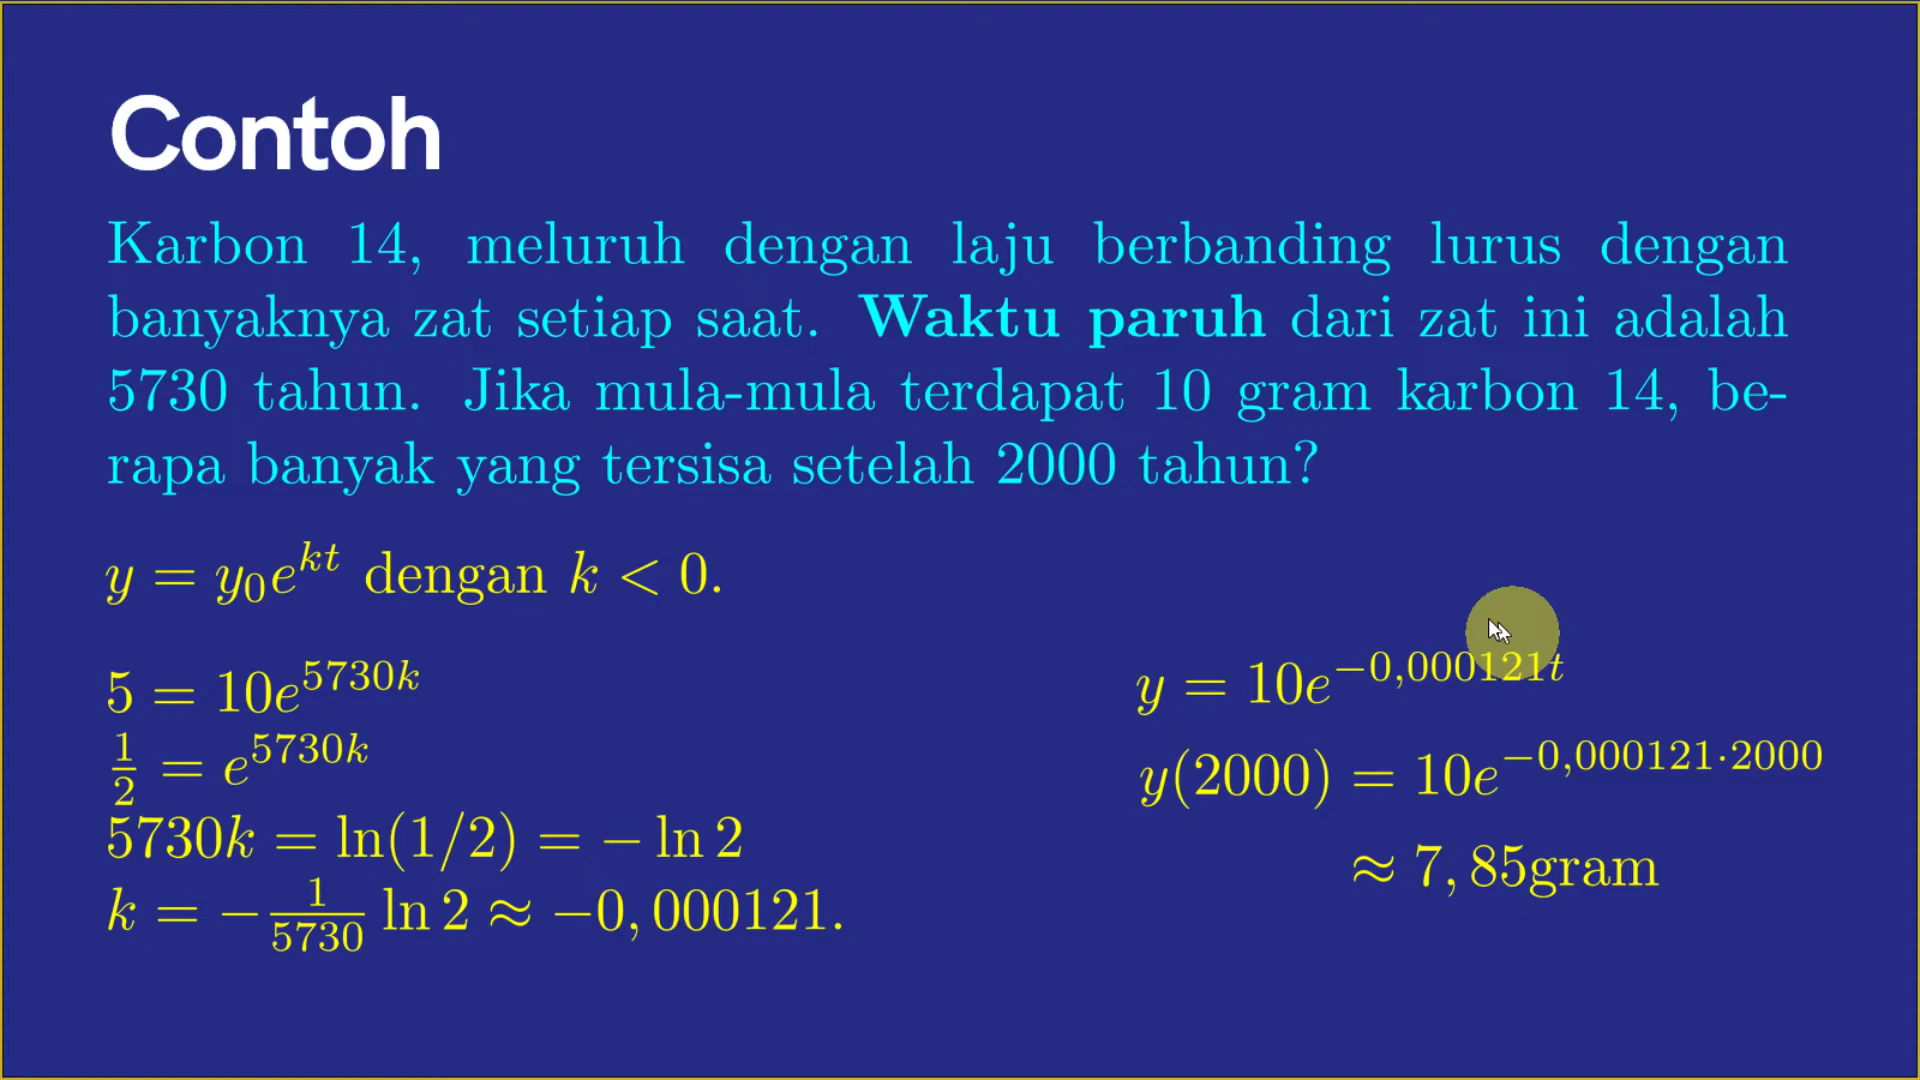 Contoh
Karbon 14, meluruh dengan laju berbanding lurus dengan
banyaknya zat setiap saat. Waktu paruh dari zat ini adalah
5730 tahun. Jika mula-mula terdapat 10 gram karbon 14, be-
rapa banyak yang tersisa setelah 2000 tahun?
y = y₀e^{kt} dengan k < 0.
5 = 10e^{5730k}
1/2 = e^{5730k}
5730k = ln(1/2) = − ln 2
k = − 1/5730 ln 2 ≈ −0, 000121.
y = 10e^{−0,000121t}
y(2000) = 10e^{−0,000121·2000}
≈ 7, 85gram